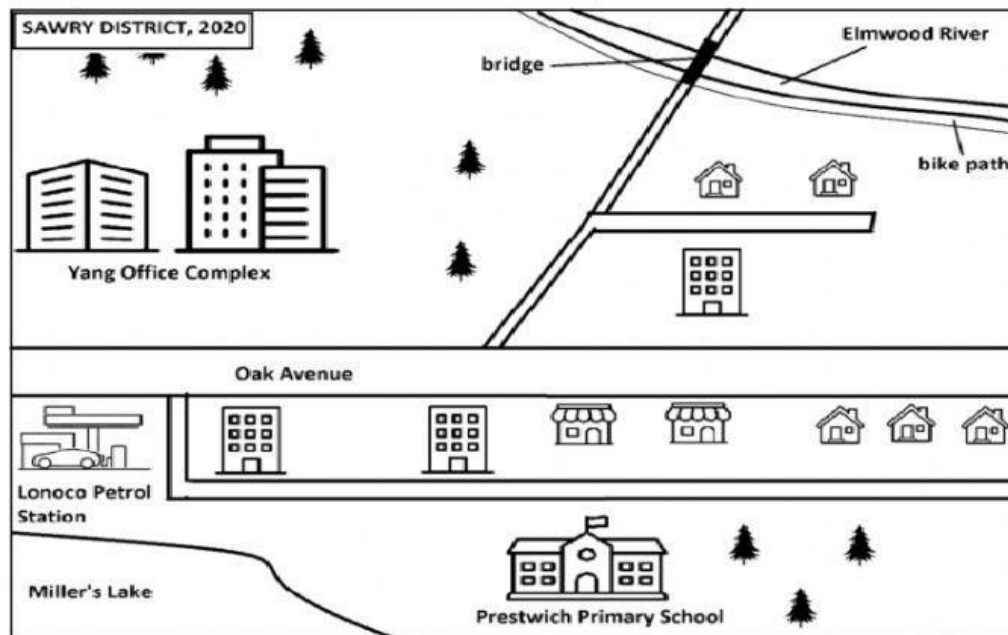 SAWRY DISTRICT, 2020
Elmwood River
bridge
bike path
Yang Office Complex
Oak Avenue
Lonoco Petrol
Station
Miller's Lake
Prestwich Primary School